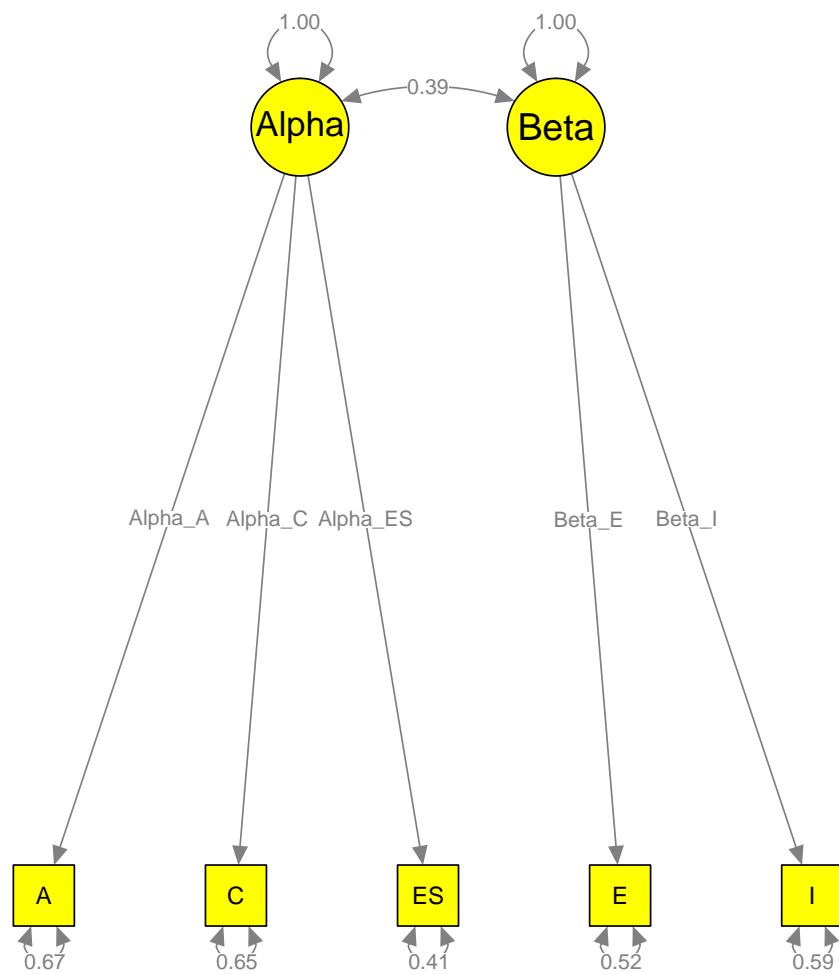 1.00 1.00
0.39
Alpha Beta
Alpha_A Alpha_C Alpha_ES Beta_E Beta_I
A C ES E I
0.67 0.65 0.41 0.52 0.59